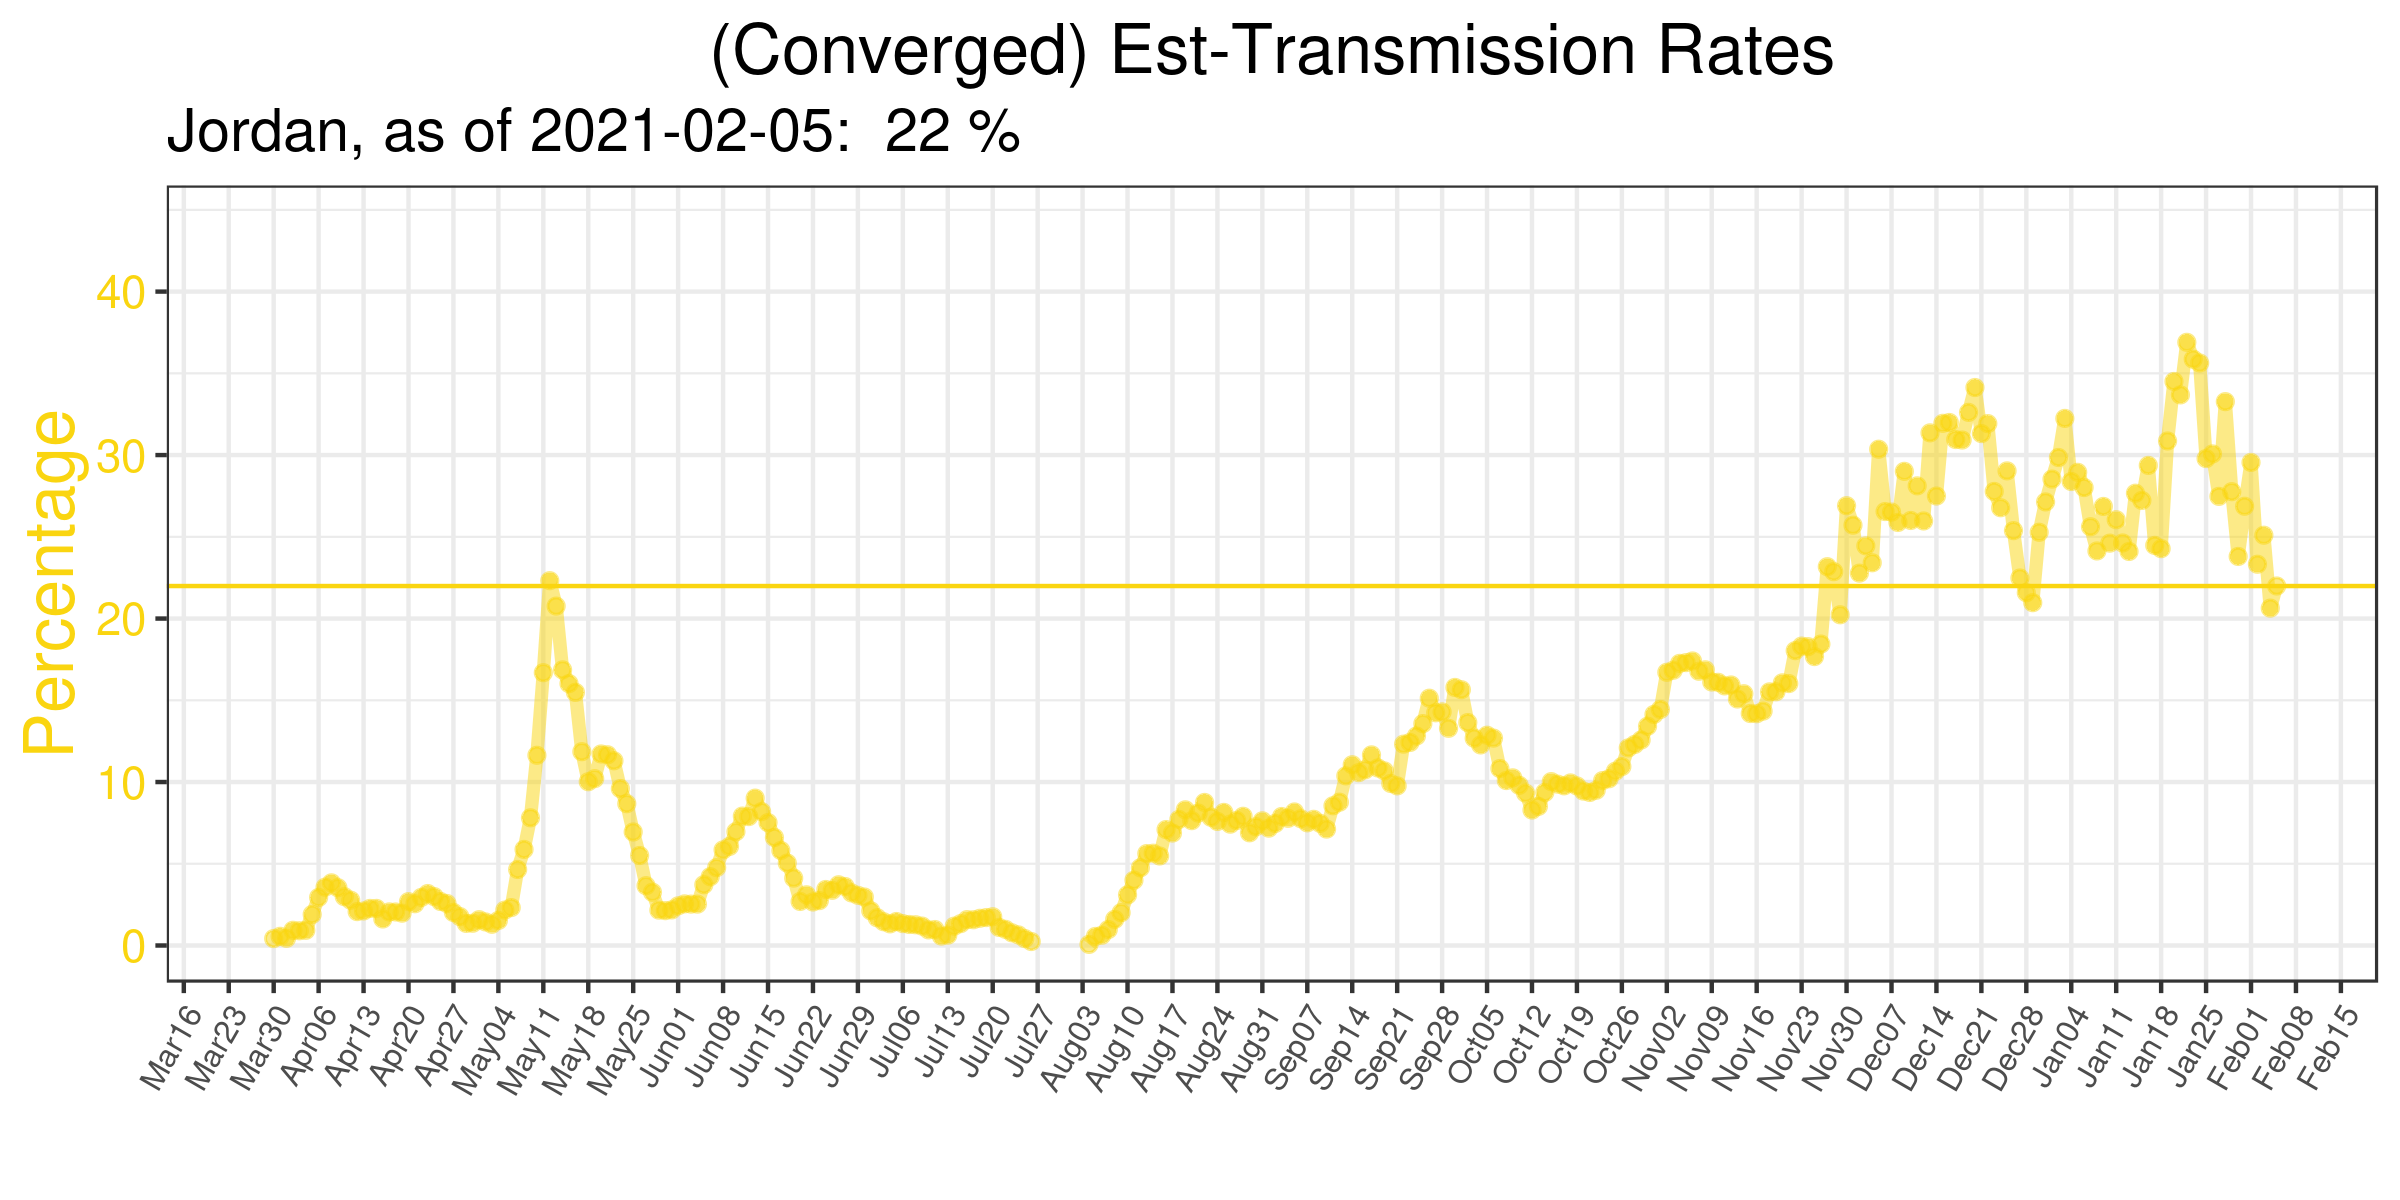 (Converged) Est-Transmission Rates
Jordan, as of 2021-02-05:  22 %
Percentage
40
30
20
10
0
Mar16
Mar23
Mar30
Apr06
Apr13
Apr20
Apr27
May04
May11
May18
May25
Jun01
Jun08
Jun15
Jun22
Jun29
Jul06
Jul13
Jul20
Jul27
Aug03
Aug10
Aug17
Aug24
Aug31
Sep07
Sep14
Sep21
Sep28
Oct05
Oct12
Oct19
Oct26
Nov02
Nov09
Nov16
Nov23
Nov30
Dec07
Dec14
Dec21
Dec28
Jan04
Jan11
Jan18
Jan25
Feb01
Feb08
Feb15